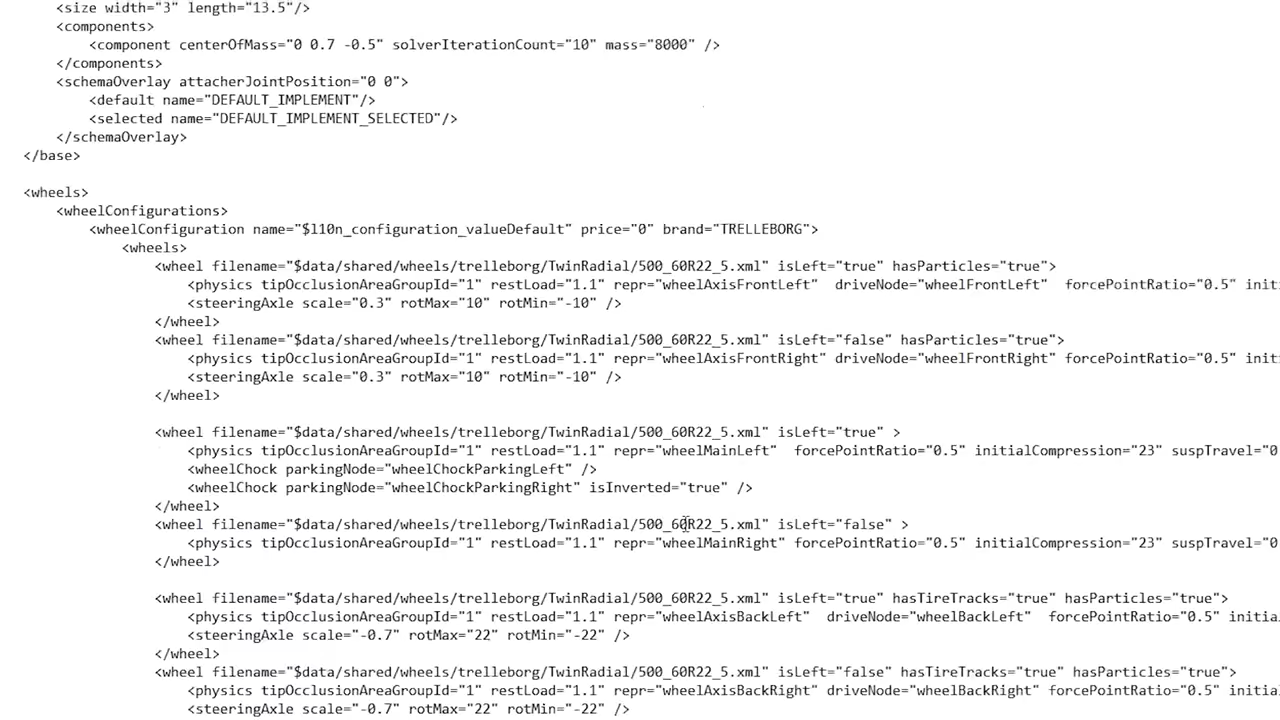 <size width="3" length="13.5"/>
<components>
<component centerOfMass="0 0.7 -0.5" solverIterationCount="10" mass="8000" />
</components>
<schemaOverlay attacherJointPosition="0 0">
<default name="DEFAULT_IMPLEMENT"/>
<selected name="DEFAULT_IMPLEMENT_SELECTED"/>
</schemaOverlay>
</base>
<wheels>
<wheelConfigurations>
<wheelConfiguration name="$l10n_configuration_valueDefault" price="0" brand="TRELLEBORG">
<wheels>
<wheel filename="$data/shared/wheels/trelleborg/TwinRadial/500_60R22_5.xml" isLeft="true" hasParticles="true">
<physics tipOcclusionAreaGroupId="1" restLoad="1.1" repr="wheelAxisFrontLeft"  driveNode="wheelFrontLeft"  forcePointRatio="0.5" initi
<steeringAxle scale="0.3" rotMax="10" rotMin="-10" />
</wheel>
<wheel filename="$data/shared/wheels/trelleborg/TwinRadial/500_60R22_5.xml" isLeft="false" hasParticles="true">
<physics tipOcclusionAreaGroupId="1" restLoad="1.1" repr="wheelAxisFrontRight" driveNode="wheelFrontRight" forcePointRatio="0.5" initi
<steeringAxle scale="0.3" rotMax="10" rotMin="-10" />
</wheel>
<wheel filename="$data/shared/wheels/trelleborg/TwinRadial/500_60R22_5.xml" isLeft="true" >
<physics tipOcclusionAreaGroupId="1" restLoad="1.1" repr="wheelMainLeft"  forcePointRatio="0.5" initialCompression="23" suspTravel="0
<wheelChock parkingNode="wheelChockParkingLeft" />
<wheelChock parkingNode="wheelChockParkingRight" isInverted="true" />
</wheel>
<wheel filename="$data/shared/wheels/trelleborg/TwinRadial/500_60R22_5.xml" isLeft="false" >
<physics tipOcclusionAreaGroupId="1" restLoad="1.1" repr="wheelMainRight" forcePointRatio="0.5" initialCompression="23" suspTravel="0
</wheel>
<wheel filename="$data/shared/wheels/trelleborg/TwinRadial/500_60R22_5.xml" isLeft="true" hasTireTracks="true" hasParticles="true">
<physics tipOcclusionAreaGroupId="1" restLoad="1.1" repr="wheelAxisBackLeft"  driveNode="wheelBackLeft"  forcePointRatio="0.5" initia
<steeringAxle scale="-0.7" rotMax="22" rotMin="-22" />
</wheel>
<wheel filename="$data/shared/wheels/trelleborg/TwinRadial/500_60R22_5.xml" isLeft="false" hasTireTracks="true" hasParticles="true">
<physics tipOcclusionAreaGroupId="1" restLoad="1.1" repr="wheelAxisBackRight" driveNode="wheelBackRight" forcePointRatio="0.5" initia
<steeringAxle scale="-0.7" rotMax="22" rotMin="-22" />